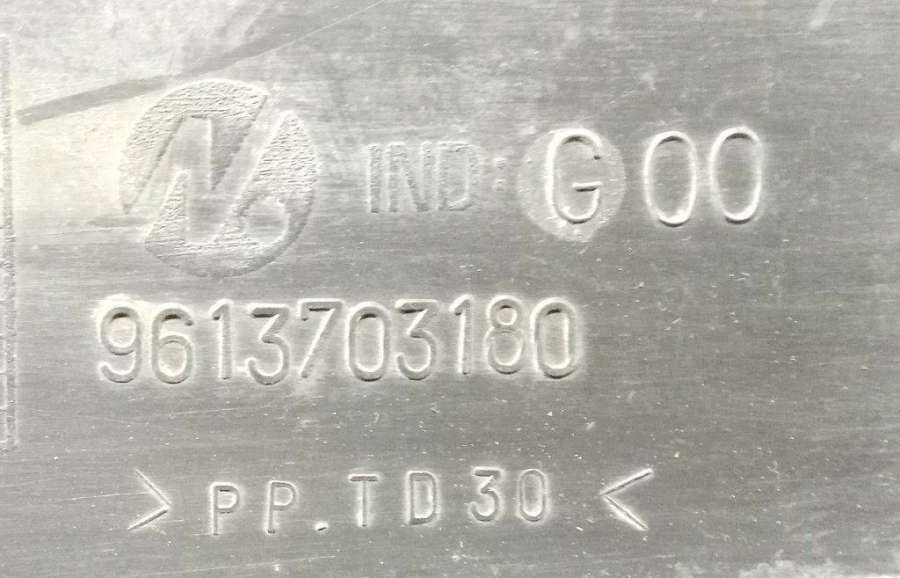 IND: G 00
9613703180
> PP.TD30 <